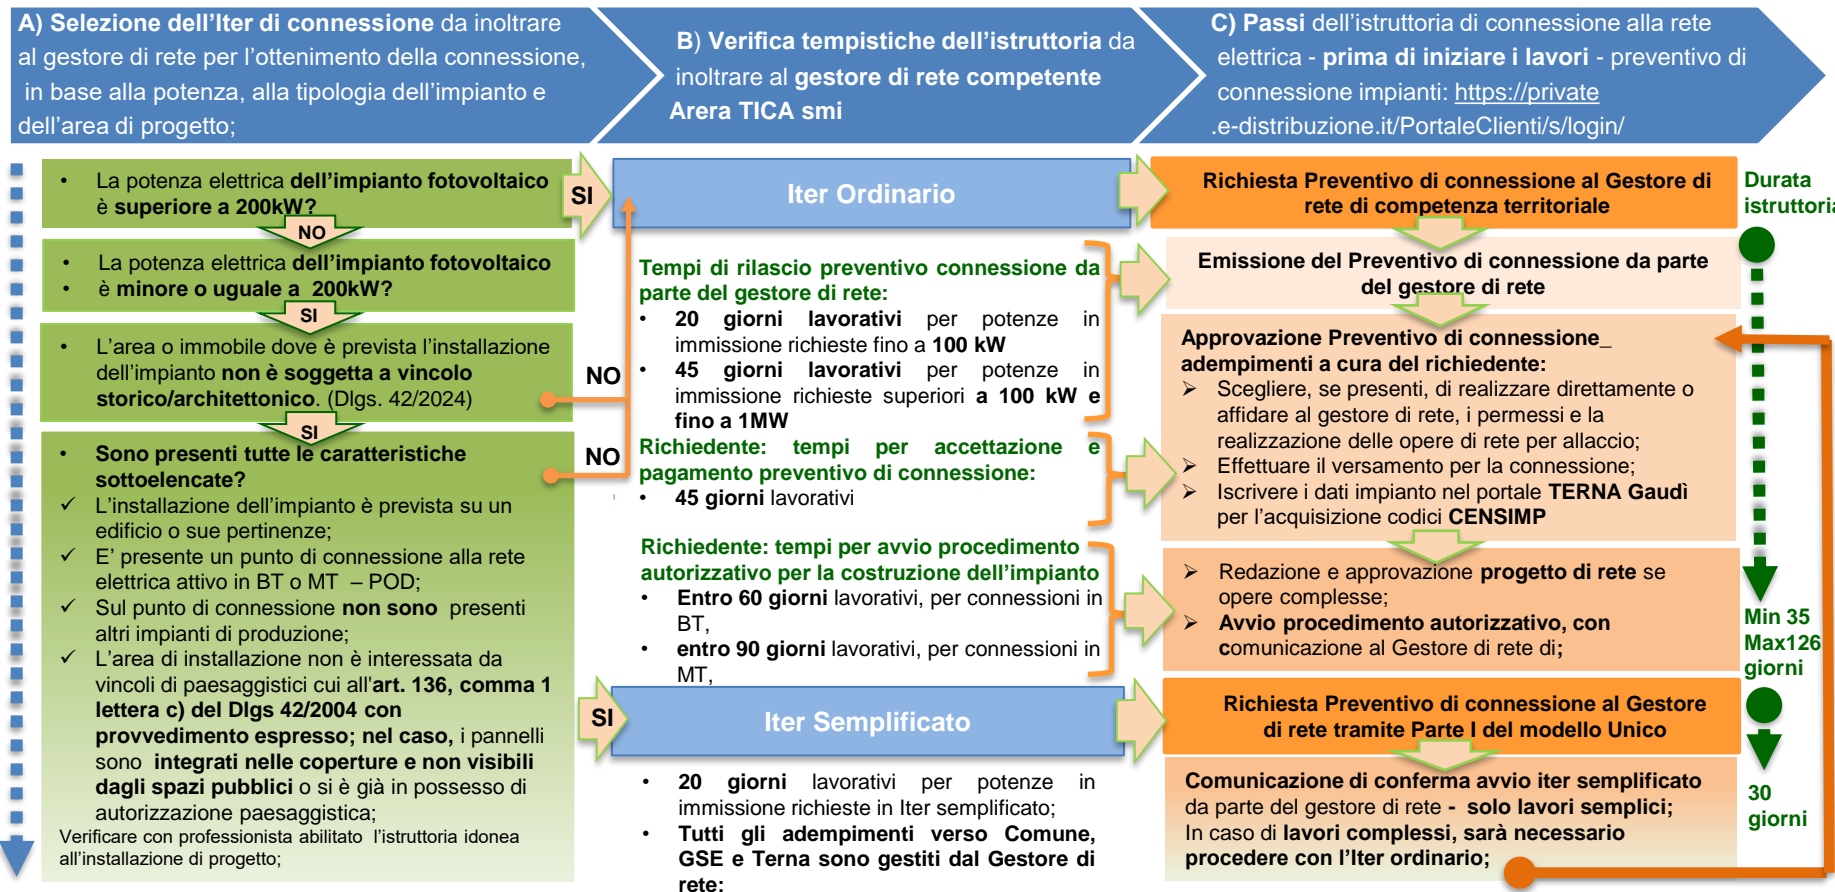 A) Selezione dell'Iter di connessione da inoltrare
al gestore di rete per l'ottenimento della connessione,
in base alla potenza, alla tipologia dell'impianto e
dell'area di progetto;
B) Verifica tempistiche dell'istruttoria da
inoltrare al gestore di rete competente
Arera TICA smi
C) Passi dell'istruttoria di connessione alla rete
elettrica - prima di iniziare i lavori - preventivo di
connessione impianti: https://private
.e-distribuzione.it/PortaleClienti/s/login/
• La potenza elettrica dell'impianto fotovoltaico
è superiore a 200kW?
NO
• La potenza elettrica dell'impianto fotovoltaico
• è minore o uguale a 200kW?
SI
• L'area o immobile dove è prevista l'installazione
dell'impianto non è soggetta a vincolo
storico/architettonico. (Dlgs. 42/2024)
SI
• Sono presenti tutte le caratteristiche
sottoelencate?
✓ L'installazione dell'impianto è prevista su un
edificio o sue pertinenze;
✓ E' presente un punto di connessione alla rete
elettrica attivo in BT o MT – POD;
✓ Sul punto di connessione non sono presenti
altri impianti di produzione;
✓ L'area di installazione non è interessata da
vincoli di paesaggistici cui all'art. 136, comma 1
lettera c) del Dlgs 42/2004 con
provvedimento espresso; nel caso, i pannelli
sono integrati nelle coperture e non visibili
dagli spazi pubblici o si è già in possesso di
autorizzazione paesaggistica;
Verificare con professionista abilitato l'istruttoria idonea
all'installazione di progetto;
SI
NO
NO
SI
Iter Ordinario
Tempi di rilascio preventivo connessione da
parte del gestore di rete:
• 20 giorni lavorativi per potenze in
immissione richieste fino a 100 kW
• 45 giorni lavorativi per potenze in
immissione richieste superiori a 100 kW e
fino a 1MW
Richiedente: tempi per accettazione e
pagamento preventivo di connessione:
• 45 giorni lavorativi
Richiedente: tempi per avvio procedimento
autorizzativo per la costruzione dell'impianto
• Entro 60 giorni lavorativi, per connessioni in
BT,
• entro 90 giorni lavorativi, per connessioni in
MT,
Iter Semplificato
• 20 giorni lavorativi per potenze in
immissione richieste in Iter semplificato;
• Tutti gli adempimenti verso Comune,
GSE e Terna sono gestiti dal Gestore di
rete;
Richiesta Preventivo di connessione al Gestore di
rete di competenza territoriale
Emissione del Preventivo di connessione da parte
del gestore di rete
Approvazione Preventivo di connessione_
adempimenti a cura del richiedente:
➢ Scegliere, se presenti, di realizzare direttamente o
affidare al gestore di rete, i permessi e la
realizzazione delle opere di rete per allaccio;
➢ Effettuare il versamento per la connessione;
➢ Iscrivere i dati impianto nel portale TERNA Gaudì
per l'acquisizione codici CENSIMP
➢ Redazione e approvazione progetto di rete se
opere complesse;
➢ Avvio procedimento autorizzativo, con
comunicazione al Gestore di rete di;
Richiesta Preventivo di connessione al Gestore
di rete tramite Parte I del modello Unico
Comunicazione di conferma avvio iter semplificato
da parte del gestore di rete - solo lavori semplici;
In caso di lavori complessi, sarà necessario
procedere con l'Iter ordinario;
Durata
istruttoria
Min 35
Max126
giorni
30
giorni